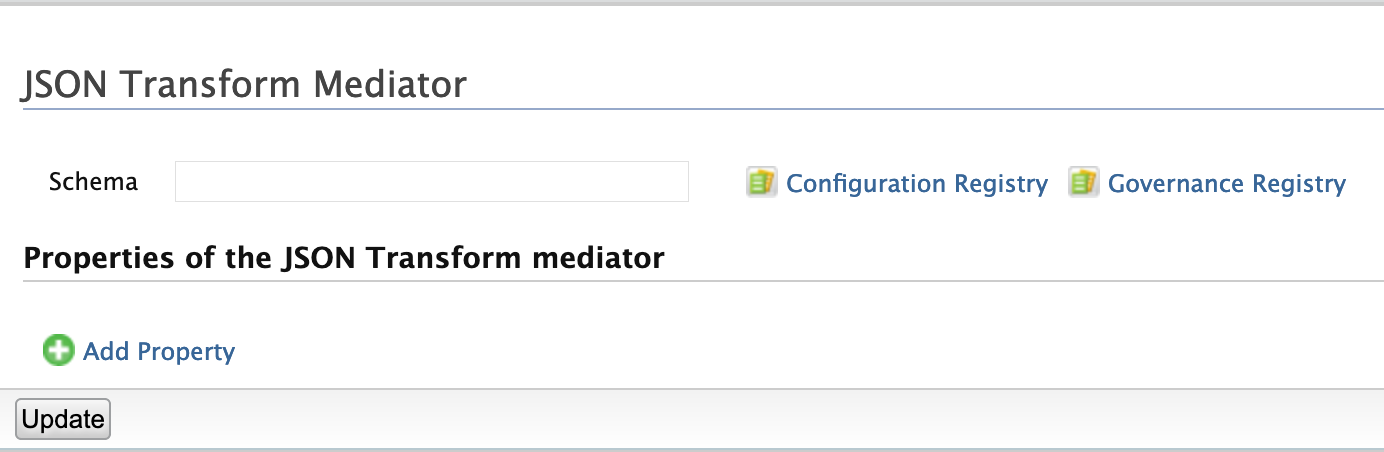 JSON Transform Mediator
Schema Configuration Registry Governance Registry
Properties of the JSON Transform mediator
Add Property
Update